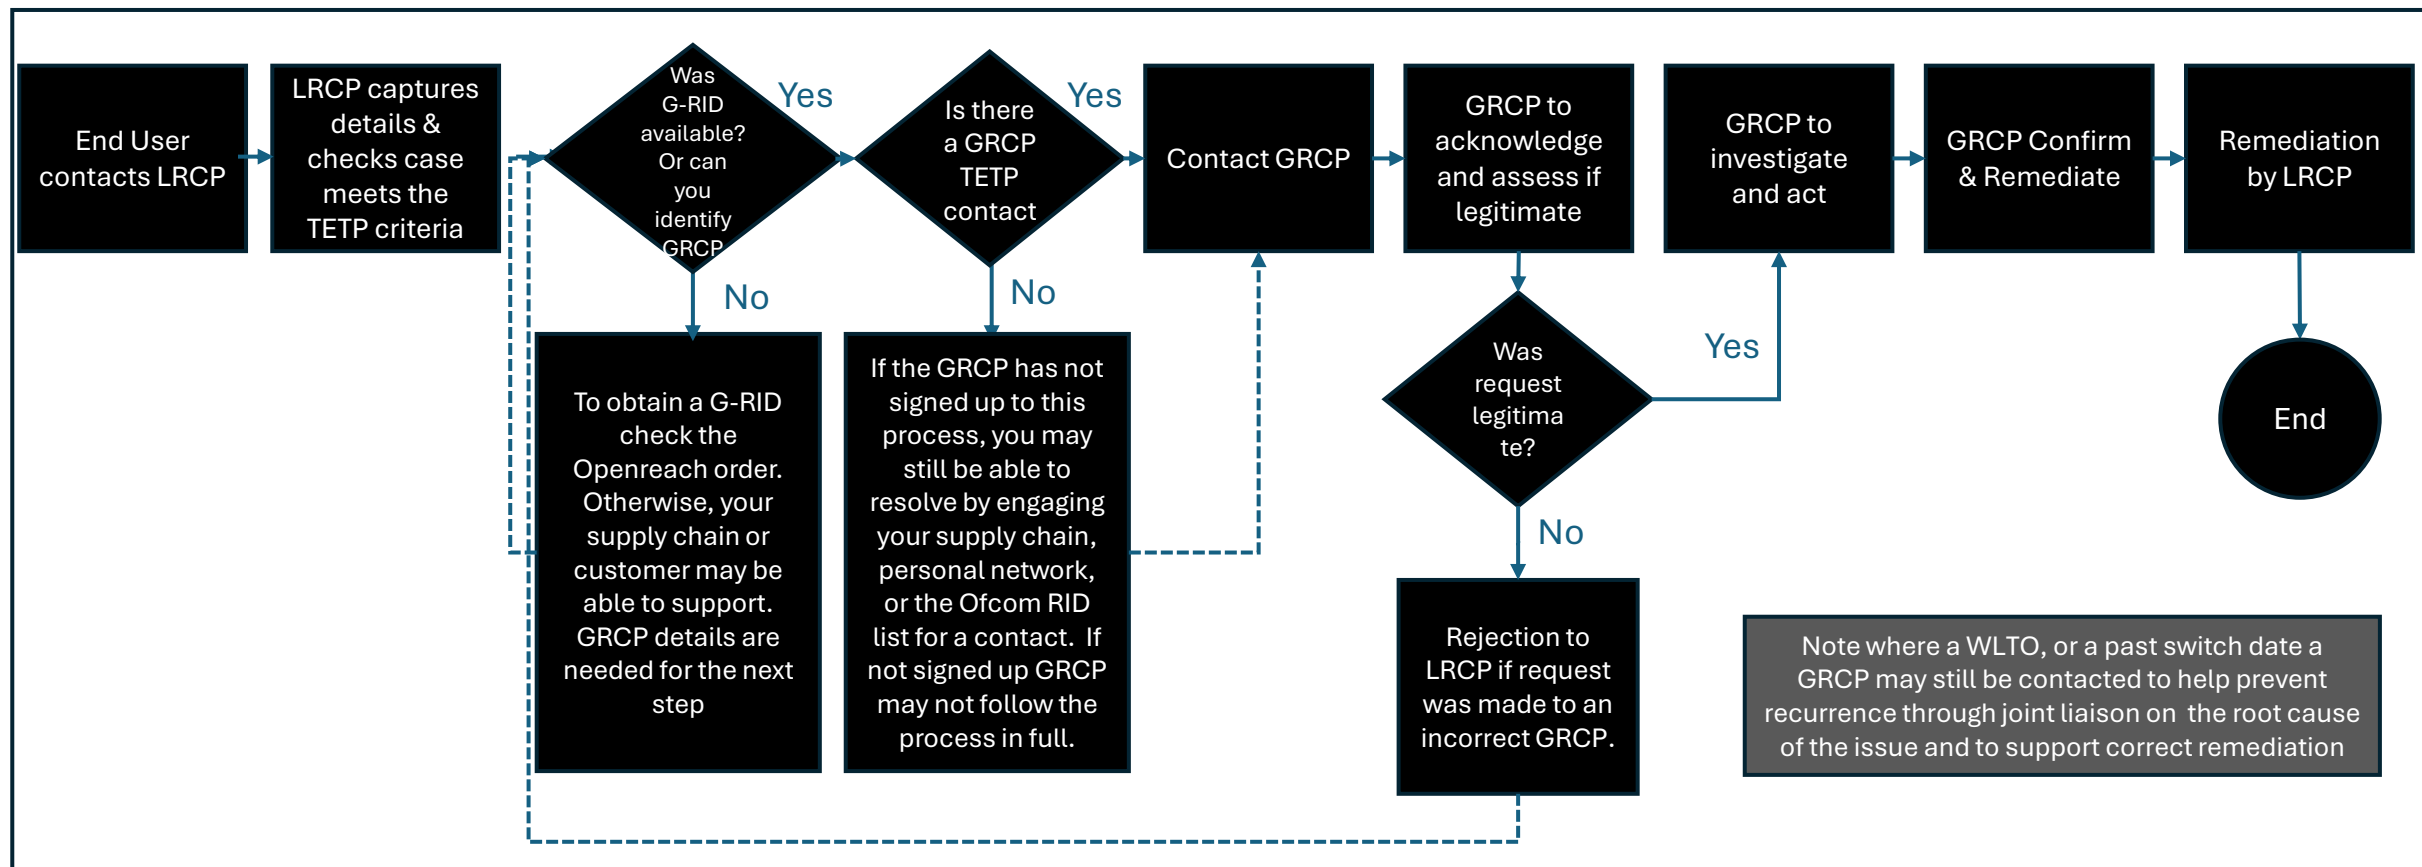 End User
contacts LRCP
LRCP captures
details &
checks case
meets the
TETP criteria
Was
G-RID
available?
Or can
you
identify
GRCP
Yes
No
Is there
a GRCP
TETP
contact
Yes
No
Contact GRCP
GRCP to
acknowledge
and assess if
legitimate
GRCP to
investigate
and act
GRCP Confirm
& Remediate
Remediation
by LRCP
To obtain a G-RID
check the
Openreach order.
Otherwise, your
supply chain or
customer may be
able to support.
GRCP details are
needed for the next
step
If the GRCP has not
signed up to this
process, you may
still be able to
resolve by engaging
your supply chain,
personal network,
or the Ofcom RID
list for a contact. If
not signed up GRCP
may not follow the
process in full.
Was
request
legitima
te?
Yes
No
Rejection to
LRCP if request
was made to an
incorrect GRCP.
End
Note where a WLTO, or a past switch date a
GRCP may still be contacted to help prevent
recurrence through joint liaison on the root cause
of the issue and to support correct remediation